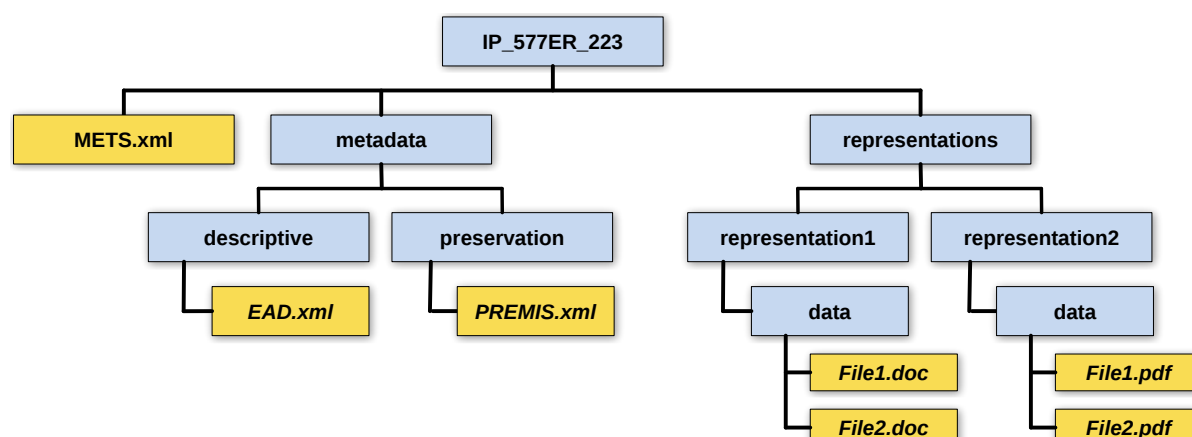 IP_577ER_223
METS.xml
metadata
representations
descriptive
preservation
representation1
representation2
EAD.xml
PREMIS.xml
data
data
File1.doc
File1.pdf
File2.doc
File2.pdf